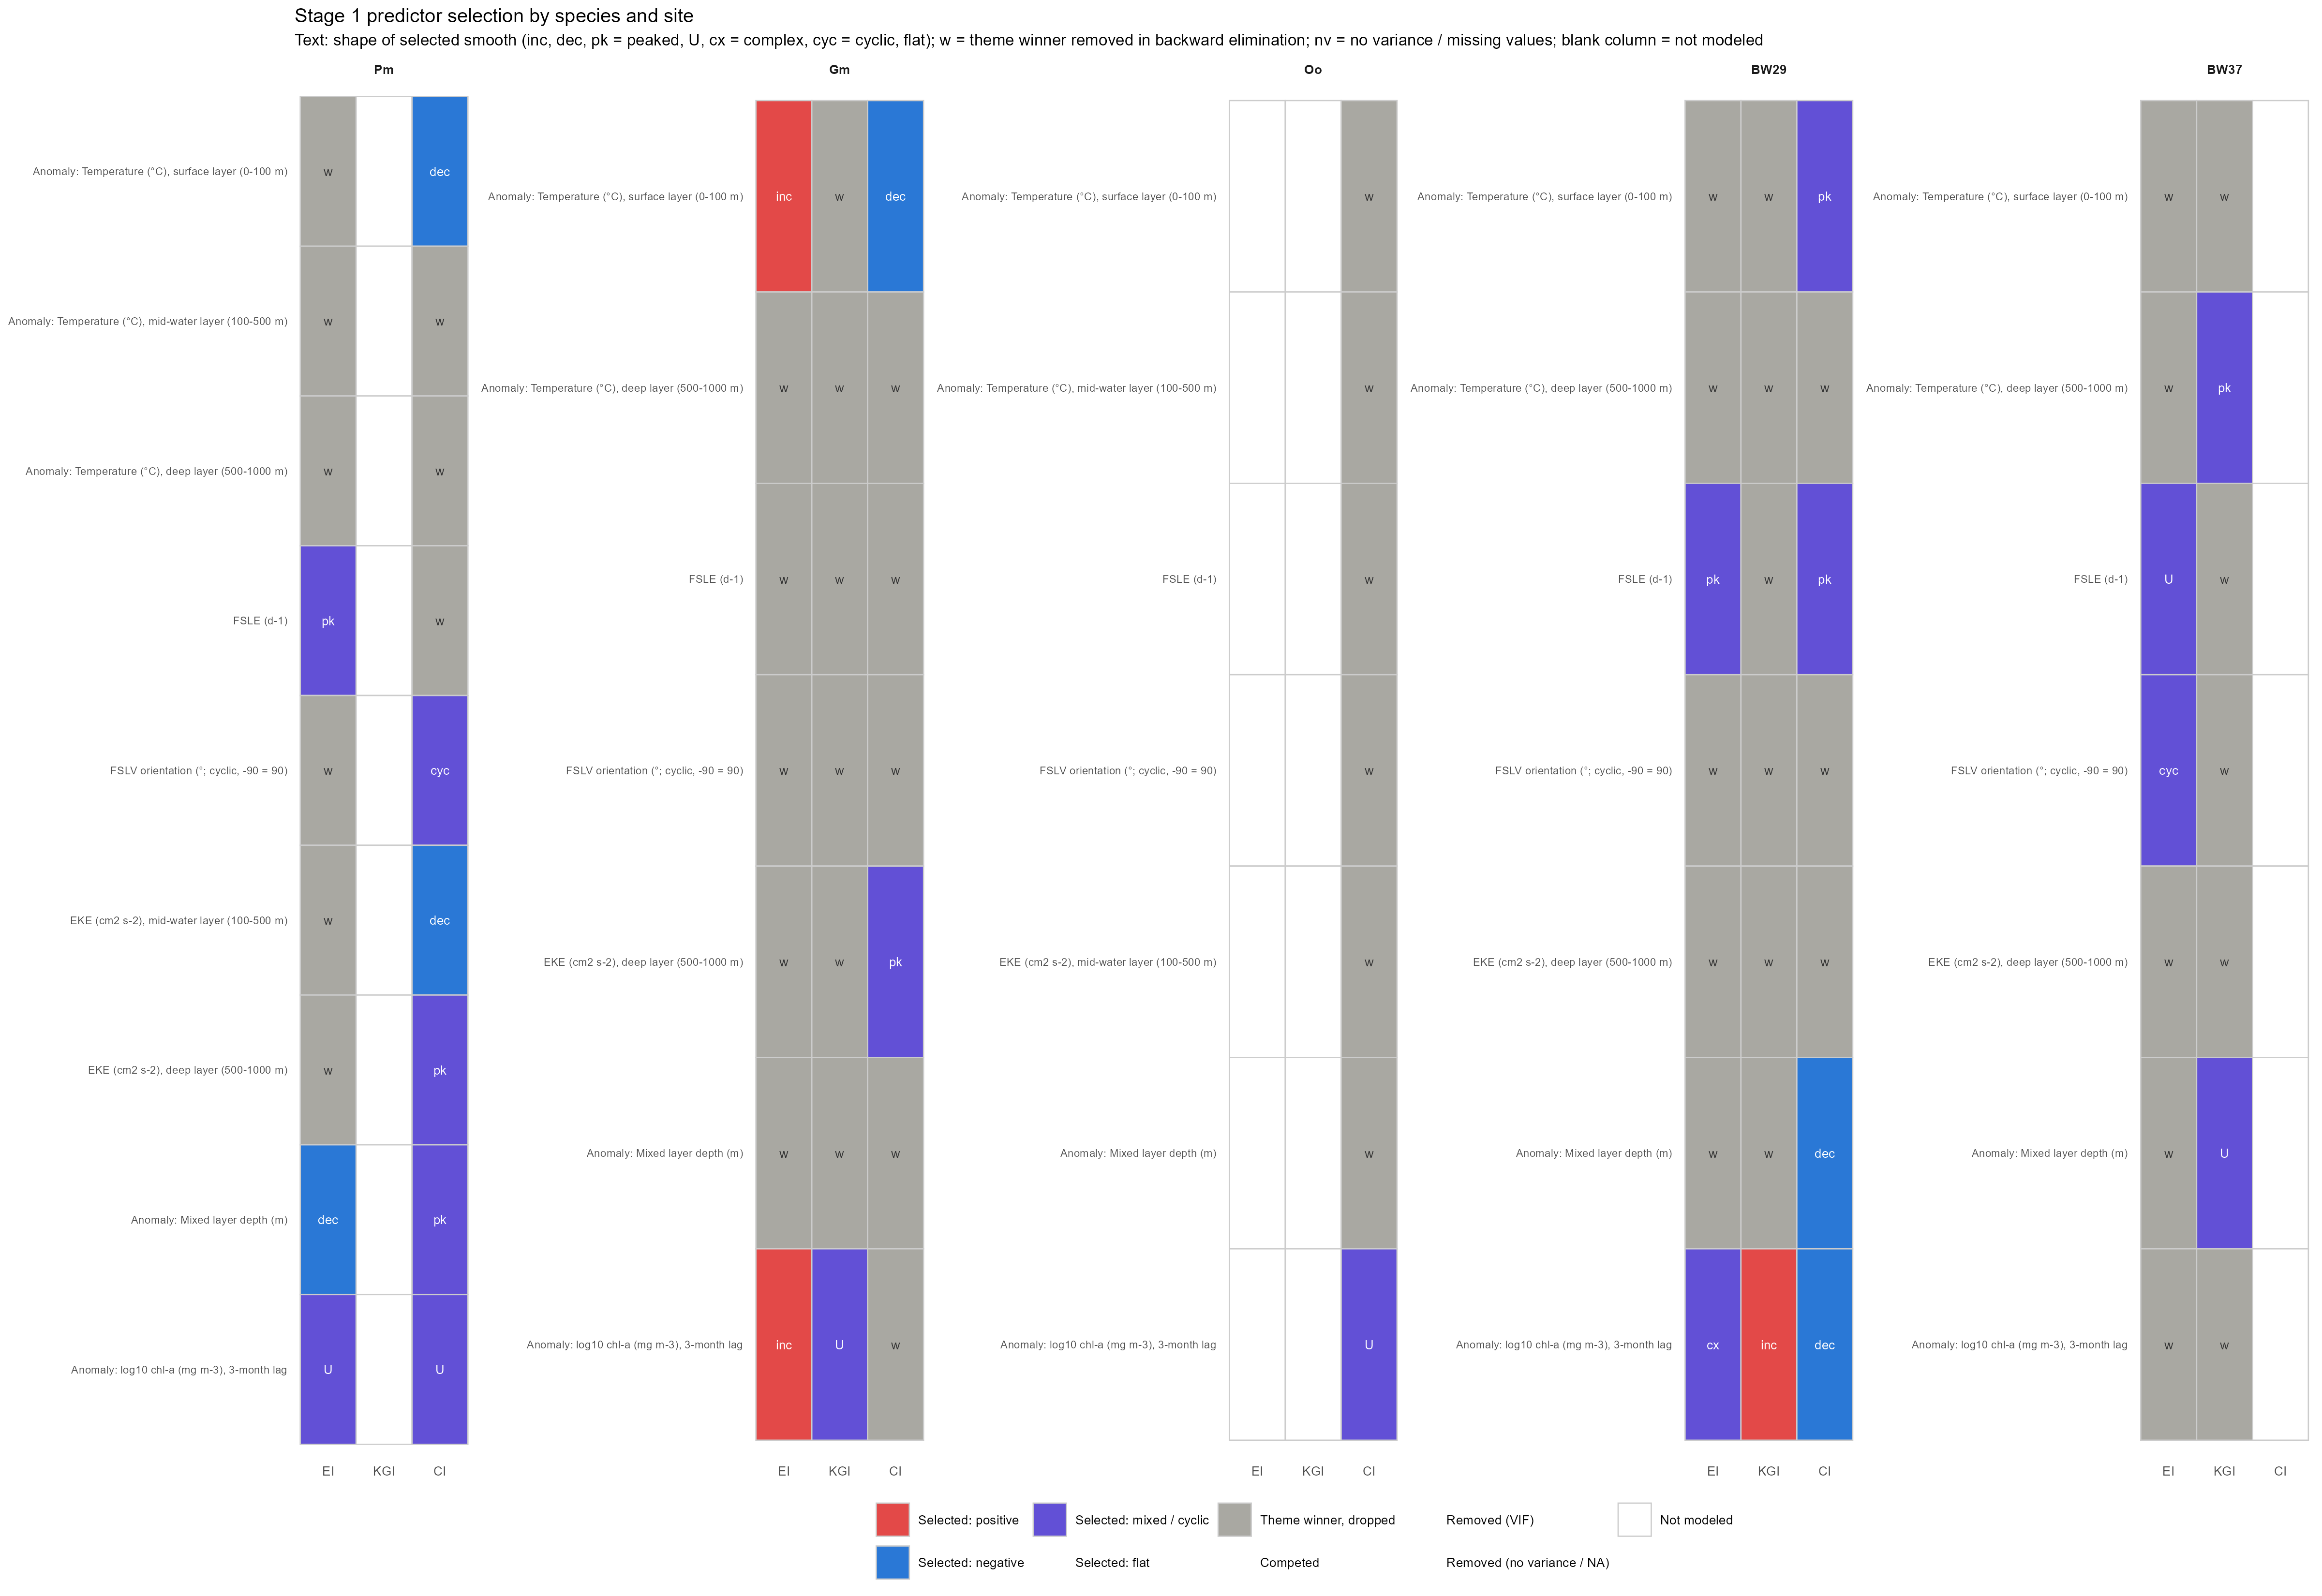 Stage 1 predictor selection by species and site
Text: shape of selected smooth (inc, dec, pk = peaked, U, cx = complex, cyc = cyclic, flat); w = theme winner removed in backward elimination; nv = no variance / missing values; blank column = not modeled
Pm
Anomaly: Temperature (°C), surface layer (0-100 m) w dec
Anomaly: Temperature (°C), mid-water layer (100-500 m) w w
Anomaly: Temperature (°C), deep layer (500-1000 m) w w
FSLE (d-1) pk w
FSLV orientation (°; cyclic, -90 = 90) w cyc
EKE (cm2 s-2), mid-water layer (100-500 m) w dec
EKE (cm2 s-2), deep layer (500-1000 m) w pk
Anomaly: Mixed layer depth (m) dec pk
Anomaly: log10 chl-a (mg m-3), 3-month lag U U
EI KGI CI
Gm
Anomaly: Temperature (°C), surface layer (0-100 m) inc w dec
Anomaly: Temperature (°C), deep layer (500-1000 m) w w w
FSLE (d-1) w w w
FSLV orientation (°; cyclic, -90 = 90) w w w
EKE (cm2 s-2), deep layer (500-1000 m) w w pk
Anomaly: Mixed layer depth (m) w w w
Anomaly: log10 chl-a (mg m-3), 3-month lag inc U w
EI KGI CI
Oo
Anomaly: Temperature (°C), surface layer (0-100 m) w
Anomaly: Temperature (°C), mid-water layer (100-500 m) w
FSLE (d-1) w
FSLV orientation (°; cyclic, -90 = 90) w
EKE (cm2 s-2), mid-water layer (100-500 m) w
Anomaly: Mixed layer depth (m) w
Anomaly: log10 chl-a (mg m-3), 3-month lag U
EI KGI CI
BW29
Anomaly: Temperature (°C), surface layer (0-100 m) w w pk
Anomaly: Temperature (°C), deep layer (500-1000 m) w w w
FSLE (d-1) pk w pk
FSLV orientation (°; cyclic, -90 = 90) w w w
EKE (cm2 s-2), deep layer (500-1000 m) w w w
Anomaly: Mixed layer depth (m) w w dec
Anomaly: log10 chl-a (mg m-3), 3-month lag cx inc dec
EI KGI CI
BW37
Anomaly: Temperature (°C), surface layer (0-100 m) w w
Anomaly: Temperature (°C), deep layer (500-1000 m) w pk
FSLE (d-1) U w
FSLV orientation (°; cyclic, -90 = 90) cyc w
EKE (cm2 s-2), deep layer (500-1000 m) w w
Anomaly: Mixed layer depth (m) w U
Anomaly: log10 chl-a (mg m-3), 3-month lag w w
EI KGI CI
Selected: positive Selected: mixed / cyclic Theme winner, dropped Removed (VIF) Not modeled
Selected: negative Selected: flat Competed Removed (no variance / NA)